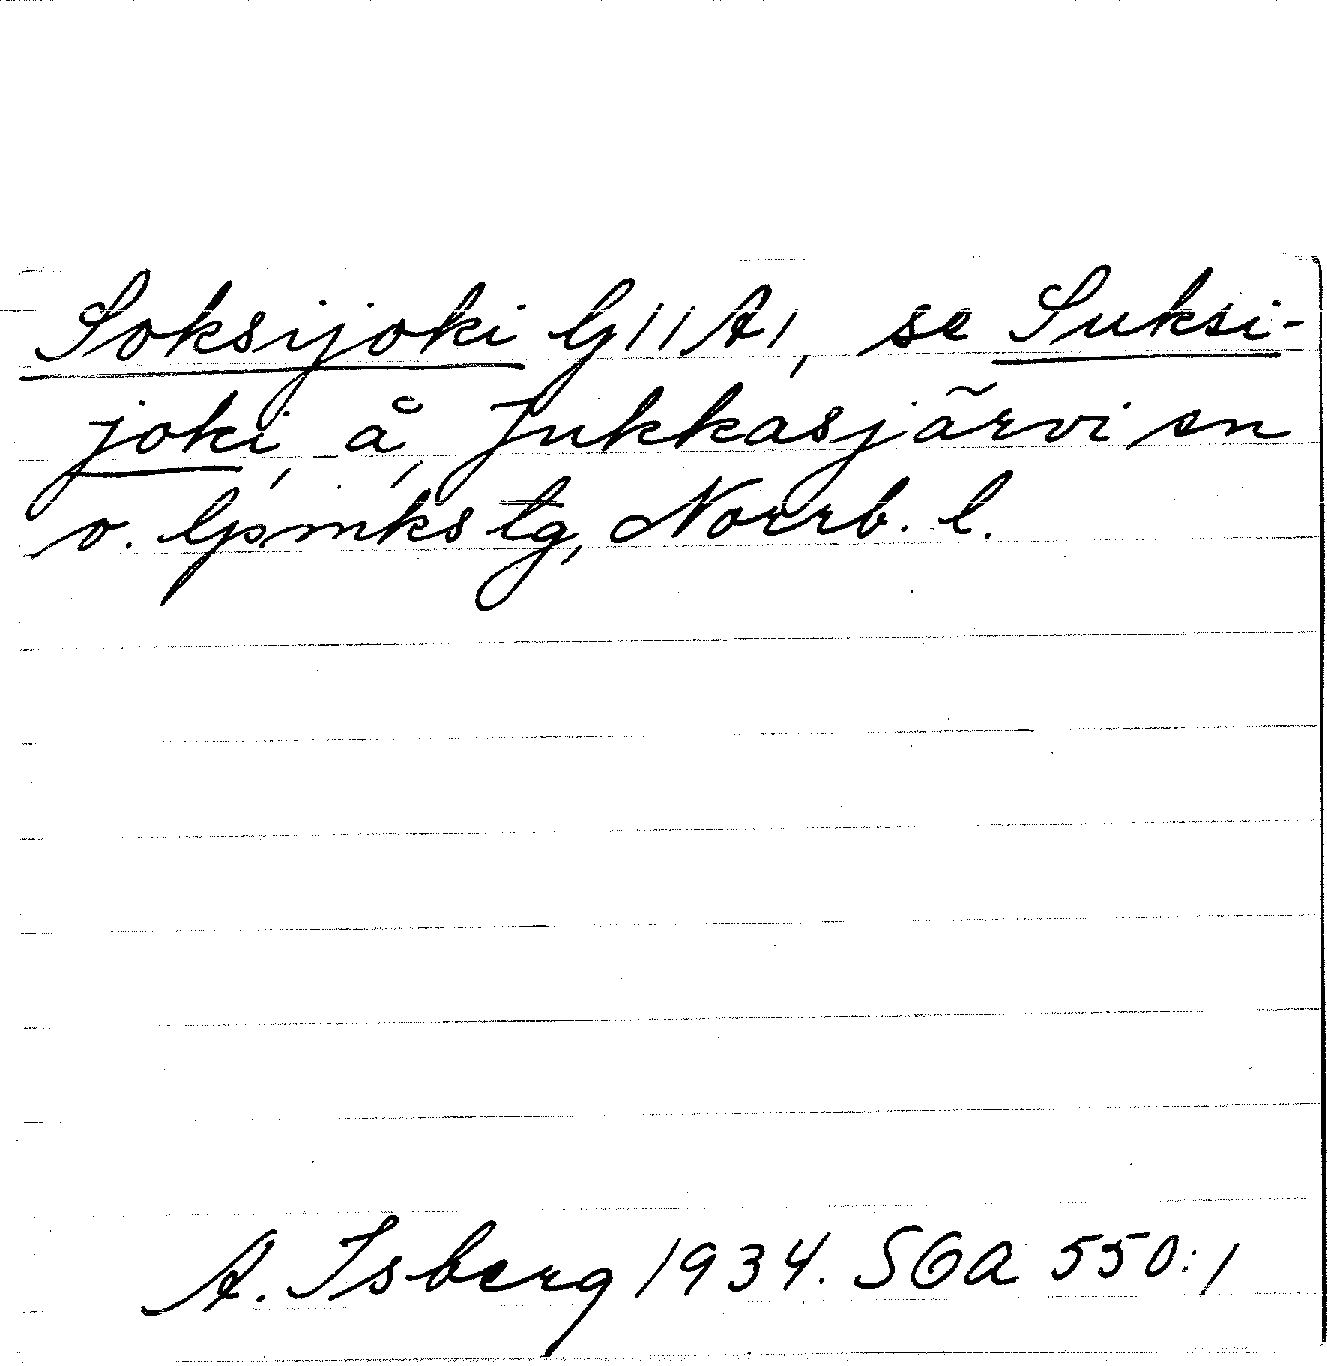 Soksijoki G11A1, se Suksi-
joki, å, Jukkasjärvi sn
o. lpmks tg, Norrb. l.
A. Isberg 1934. SOA 550:1